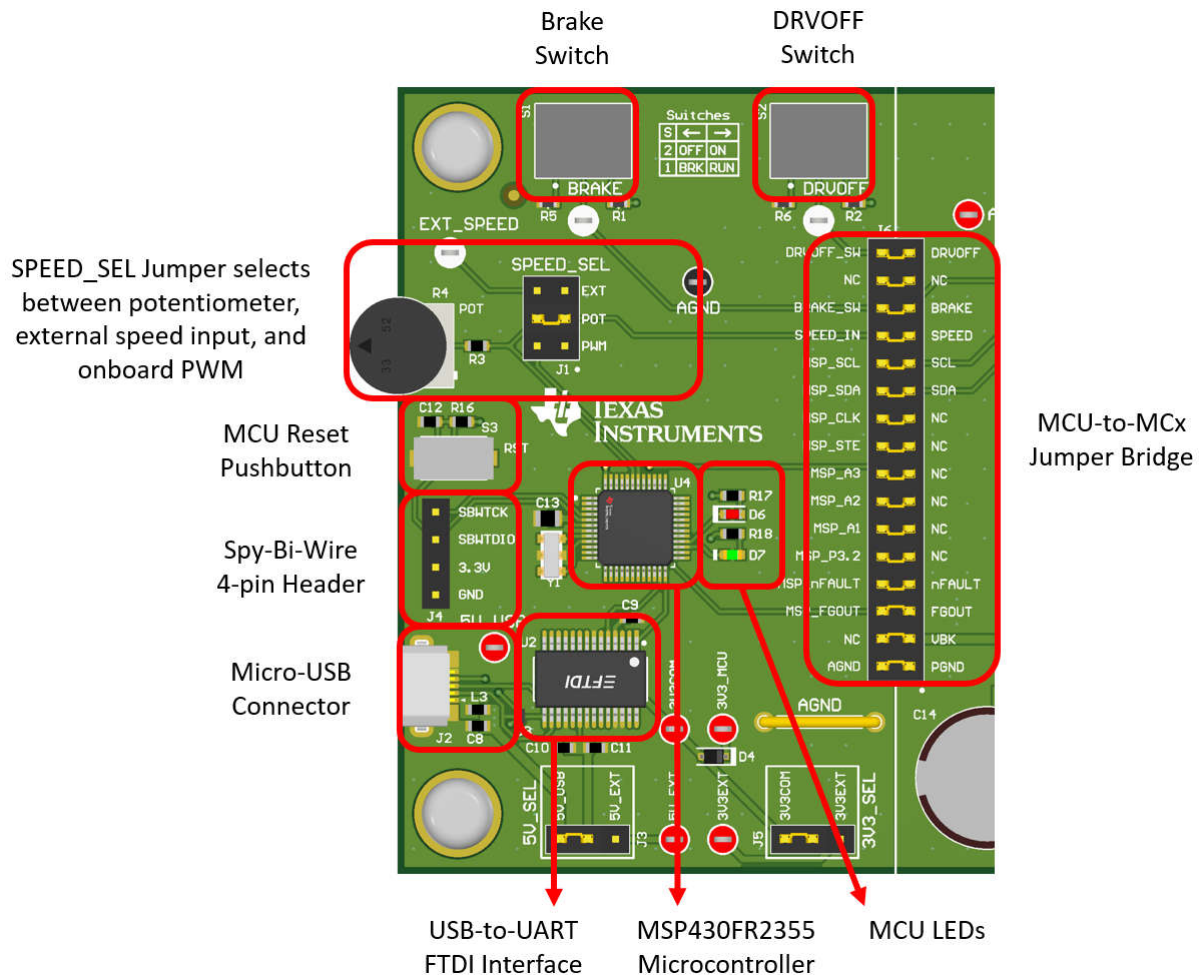 Brake
Switch
DRVOFF
Switch
S1
BRAKE
R5
R1
Switches
S ← →
2 OFF ON
1 BRK RUN
S2
DRVOFF
R6
R2
EXT_SPEED
SPEED_SEL Jumper selects
between potentiometer,
external speed input, and
onboard PWM
SPEED_SEL
EXT
POT
PWM
J1
R4
POT
52
33
R3
AGND
J6
DRVOFF_SW DRVOFF
NC NC
BRAKE_SW BRAKE
SPEED_IN SPEED
MSP_SCL SCL
MSP_SDA SDA
MSP_CLK NC
MSP_STE NC
MSP_A3 NC
MSP_A2 NC
MSP_A1 NC
MSP_P3.2 NC
MSP_nFAULT nFAULT
MSP_FGOUT FGOUT
NC VBK
AGND PGND
MCU-to-MCx
Jumper Bridge
TEXAS
INSTRUMENTS
MCU Reset
Pushbutton
C12 R16
S3
RST
Spy-Bi-Wire
4-pin Header
SBWTCK
SBWTDIO
3.3V
GND
J4
C13
Y1
U4
R17
D6
R18
D7
C9
5V_USB
Micro-USB
Connector
L3
C8
J2
U2
FTDI
C10
C11
3V3COM
3V3_MCU
AGND
C14
D4
5V_SEL
5V_USB
5V_EXT
J3
5V_EXT
3V3EXT
J5
3V3COM
3V3EXT
3V3_SEL
USB-to-UART
FTDI Interface
MSP430FR2355
Microcontroller
MCU LEDs